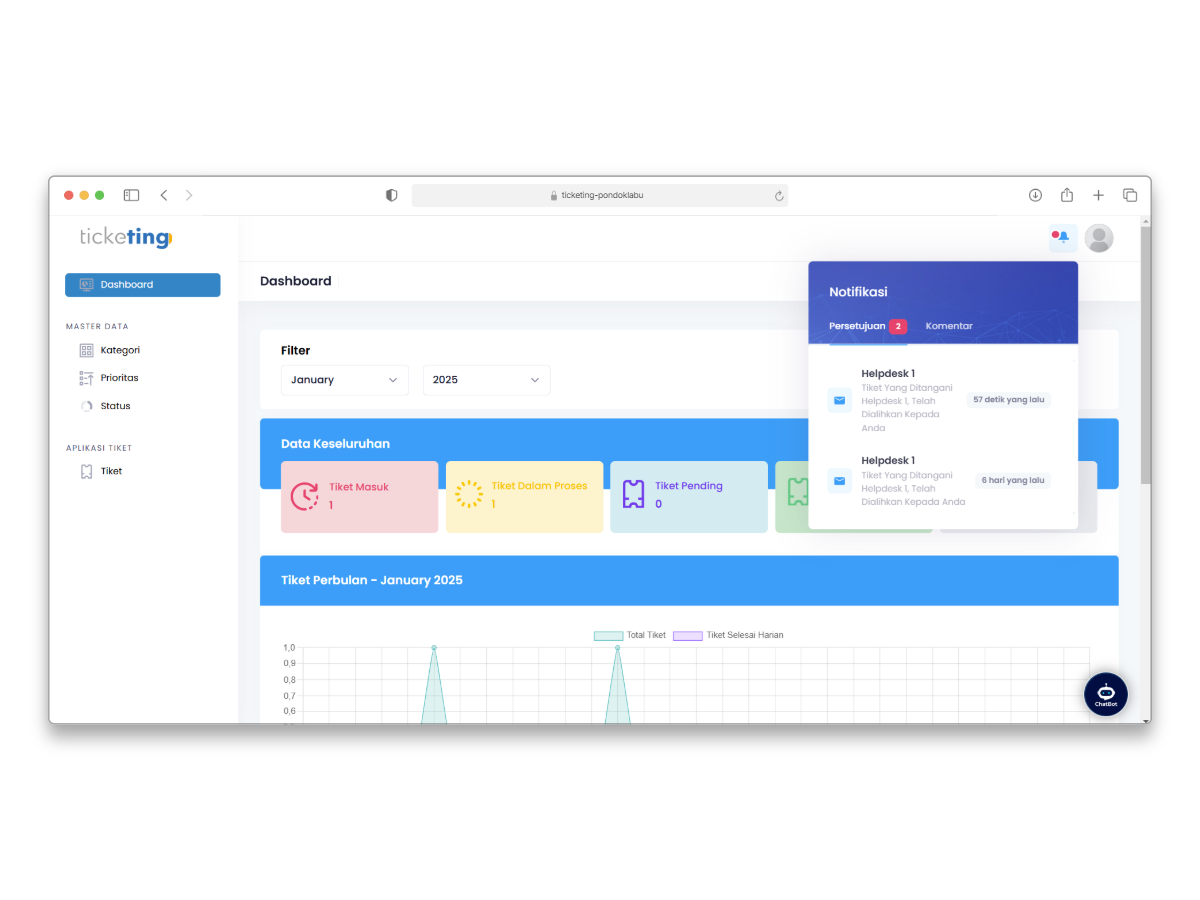 ticketing-pondoklabu
ticketing
Dashboard
MASTER DATA
Kategori
Prioritas
Status
APLIKASI TIKET
Tiket
Dashboard
Filter
January
2025
Notifikasi
Persetujuan 2
Komentar
Helpdesk 1
Tiket Yang Ditangani
Helpdesk 1, Telah
Dialihkan Kepada
Anda
57 detik yang lalu
Helpdesk 1
Tiket Yang Ditangani
Helpdesk 1, Telah
Dialihkan Kepada Anda
6 hari yang lalu
Data Keseluruhan
Tiket Masuk
1
Tiket Dalam Proses
1
Tiket Pending
0
Tiket Perbulan - January 2025
Total Tiket
Tiket Selesai Harian
1,0
0,9
0,8
0,7
0,6
ChatBot